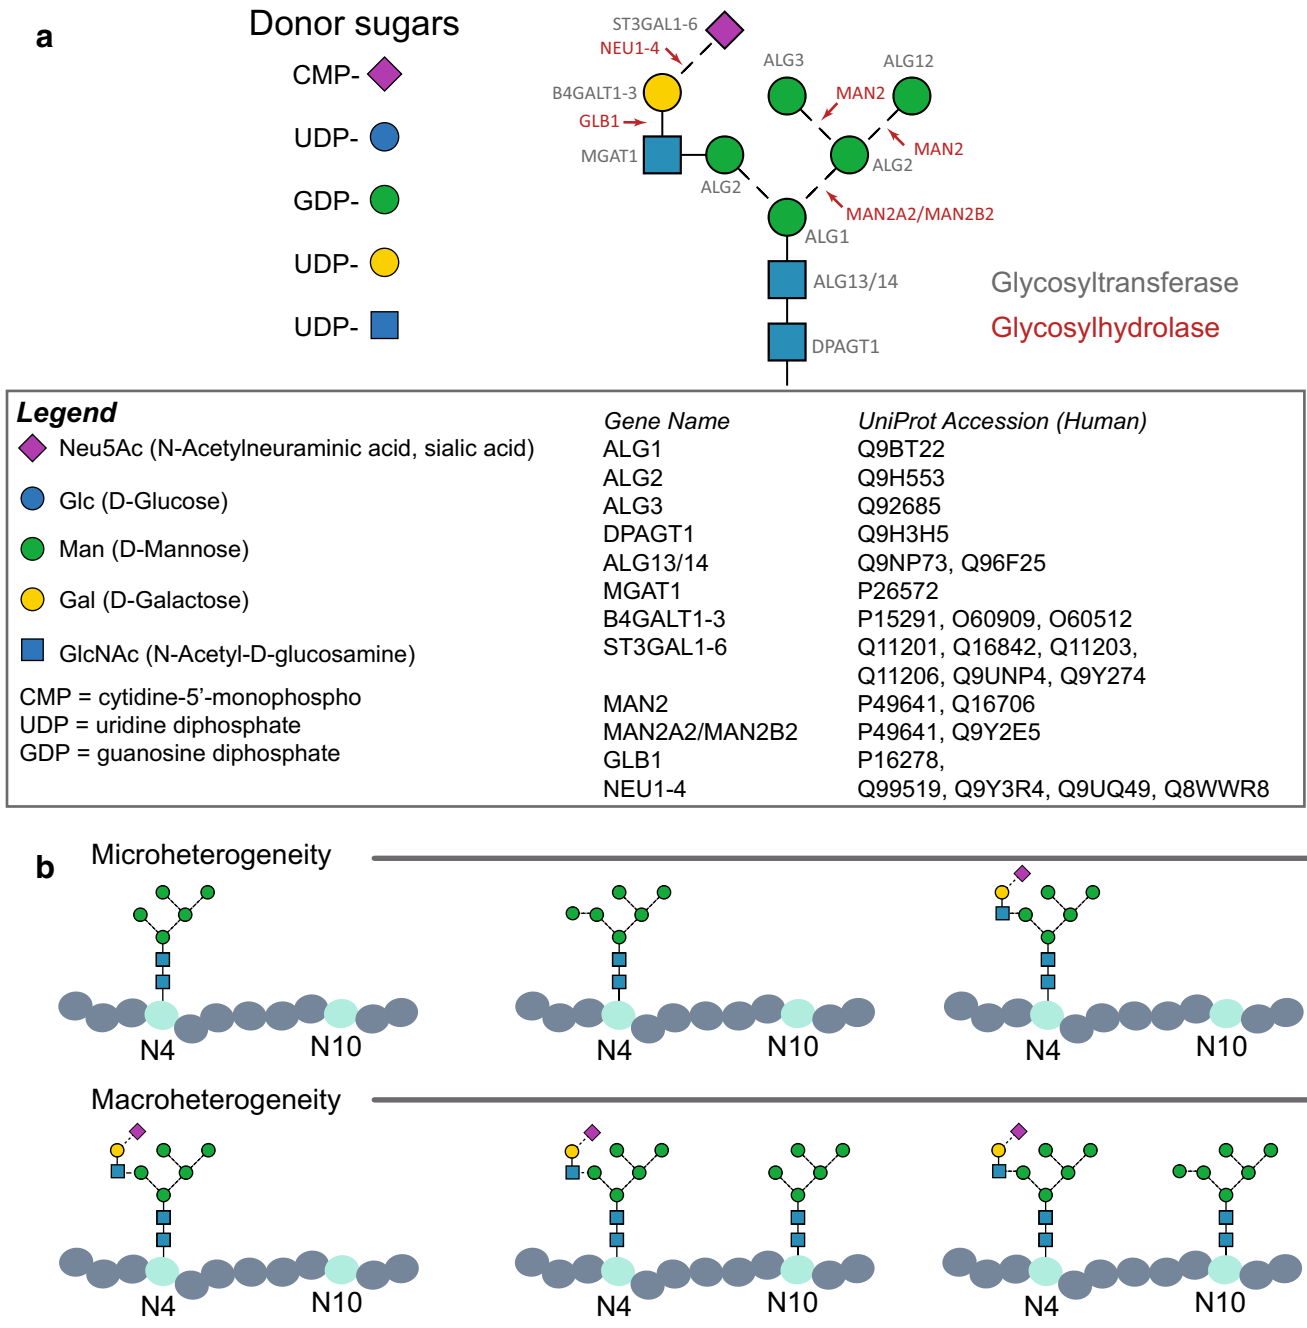 a
Donor sugars
CMP-
UDP-
GDP-
UDP-
UDP-
ST3GAL1-6
NEU1-4
B4GALT1-3
GLB1
MGAT1
ALG2
ALG3
ALG12
MAN2
MAN2
ALG2
MAN2A2/MAN2B2
ALG1
ALG13/14
DPAGT1
Glycosyltransferase
Glycosylhydrolase
Legend
Neu5Ac (N-Acetylneuraminic acid, sialic acid)
Glc (D-Glucose)
Man (D-Mannose)
Gal (D-Galactose)
GlcNAc (N-Acetyl-D-glucosamine)
CMP = cytidine-5’-monophospho
UDP = uridine diphosphate
GDP = guanosine diphosphate
Gene Name UniProt Accession (Human)
ALG1 Q9BT22
ALG2 Q9H553
ALG3 Q92685
DPAGT1 Q9H3H5
ALG13/14 Q9NP73, Q96F25
MGAT1 P26572
B4GALT1-3 P15291, O60909, O60512
ST3GAL1-6 Q11201, Q16842, Q11203,
Q11206, Q9UNP4, Q9Y274
MAN2 P49641, Q16706
MAN2A2/MAN2B2 P49641, Q9Y2E5
GLB1 P16278,
NEU1-4 Q99519, Q9Y3R4, Q9UQ49, Q8WWR8
b
Microheterogeneity
N4 N10 N4 N10 N4 N10
Macroheterogeneity
N4 N10 N4 N10 N4 N10